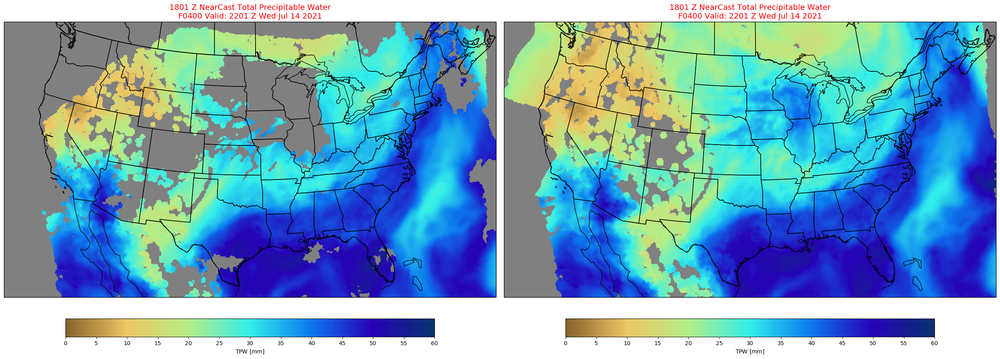 1801 Z NearCast Total Precipitable Water
F0400 Valid: 2201 Z Wed Jul 14 2021
0 5 10 15 20 25 30 35 40 45 50 55 60
TPW [mm]
1801 Z NearCast Total Precipitable Water
F0400 Valid: 2201 Z Wed Jul 14 2021
0 5 10 15 20 25 30 35 40 45 50 55 60
TPW [mm]